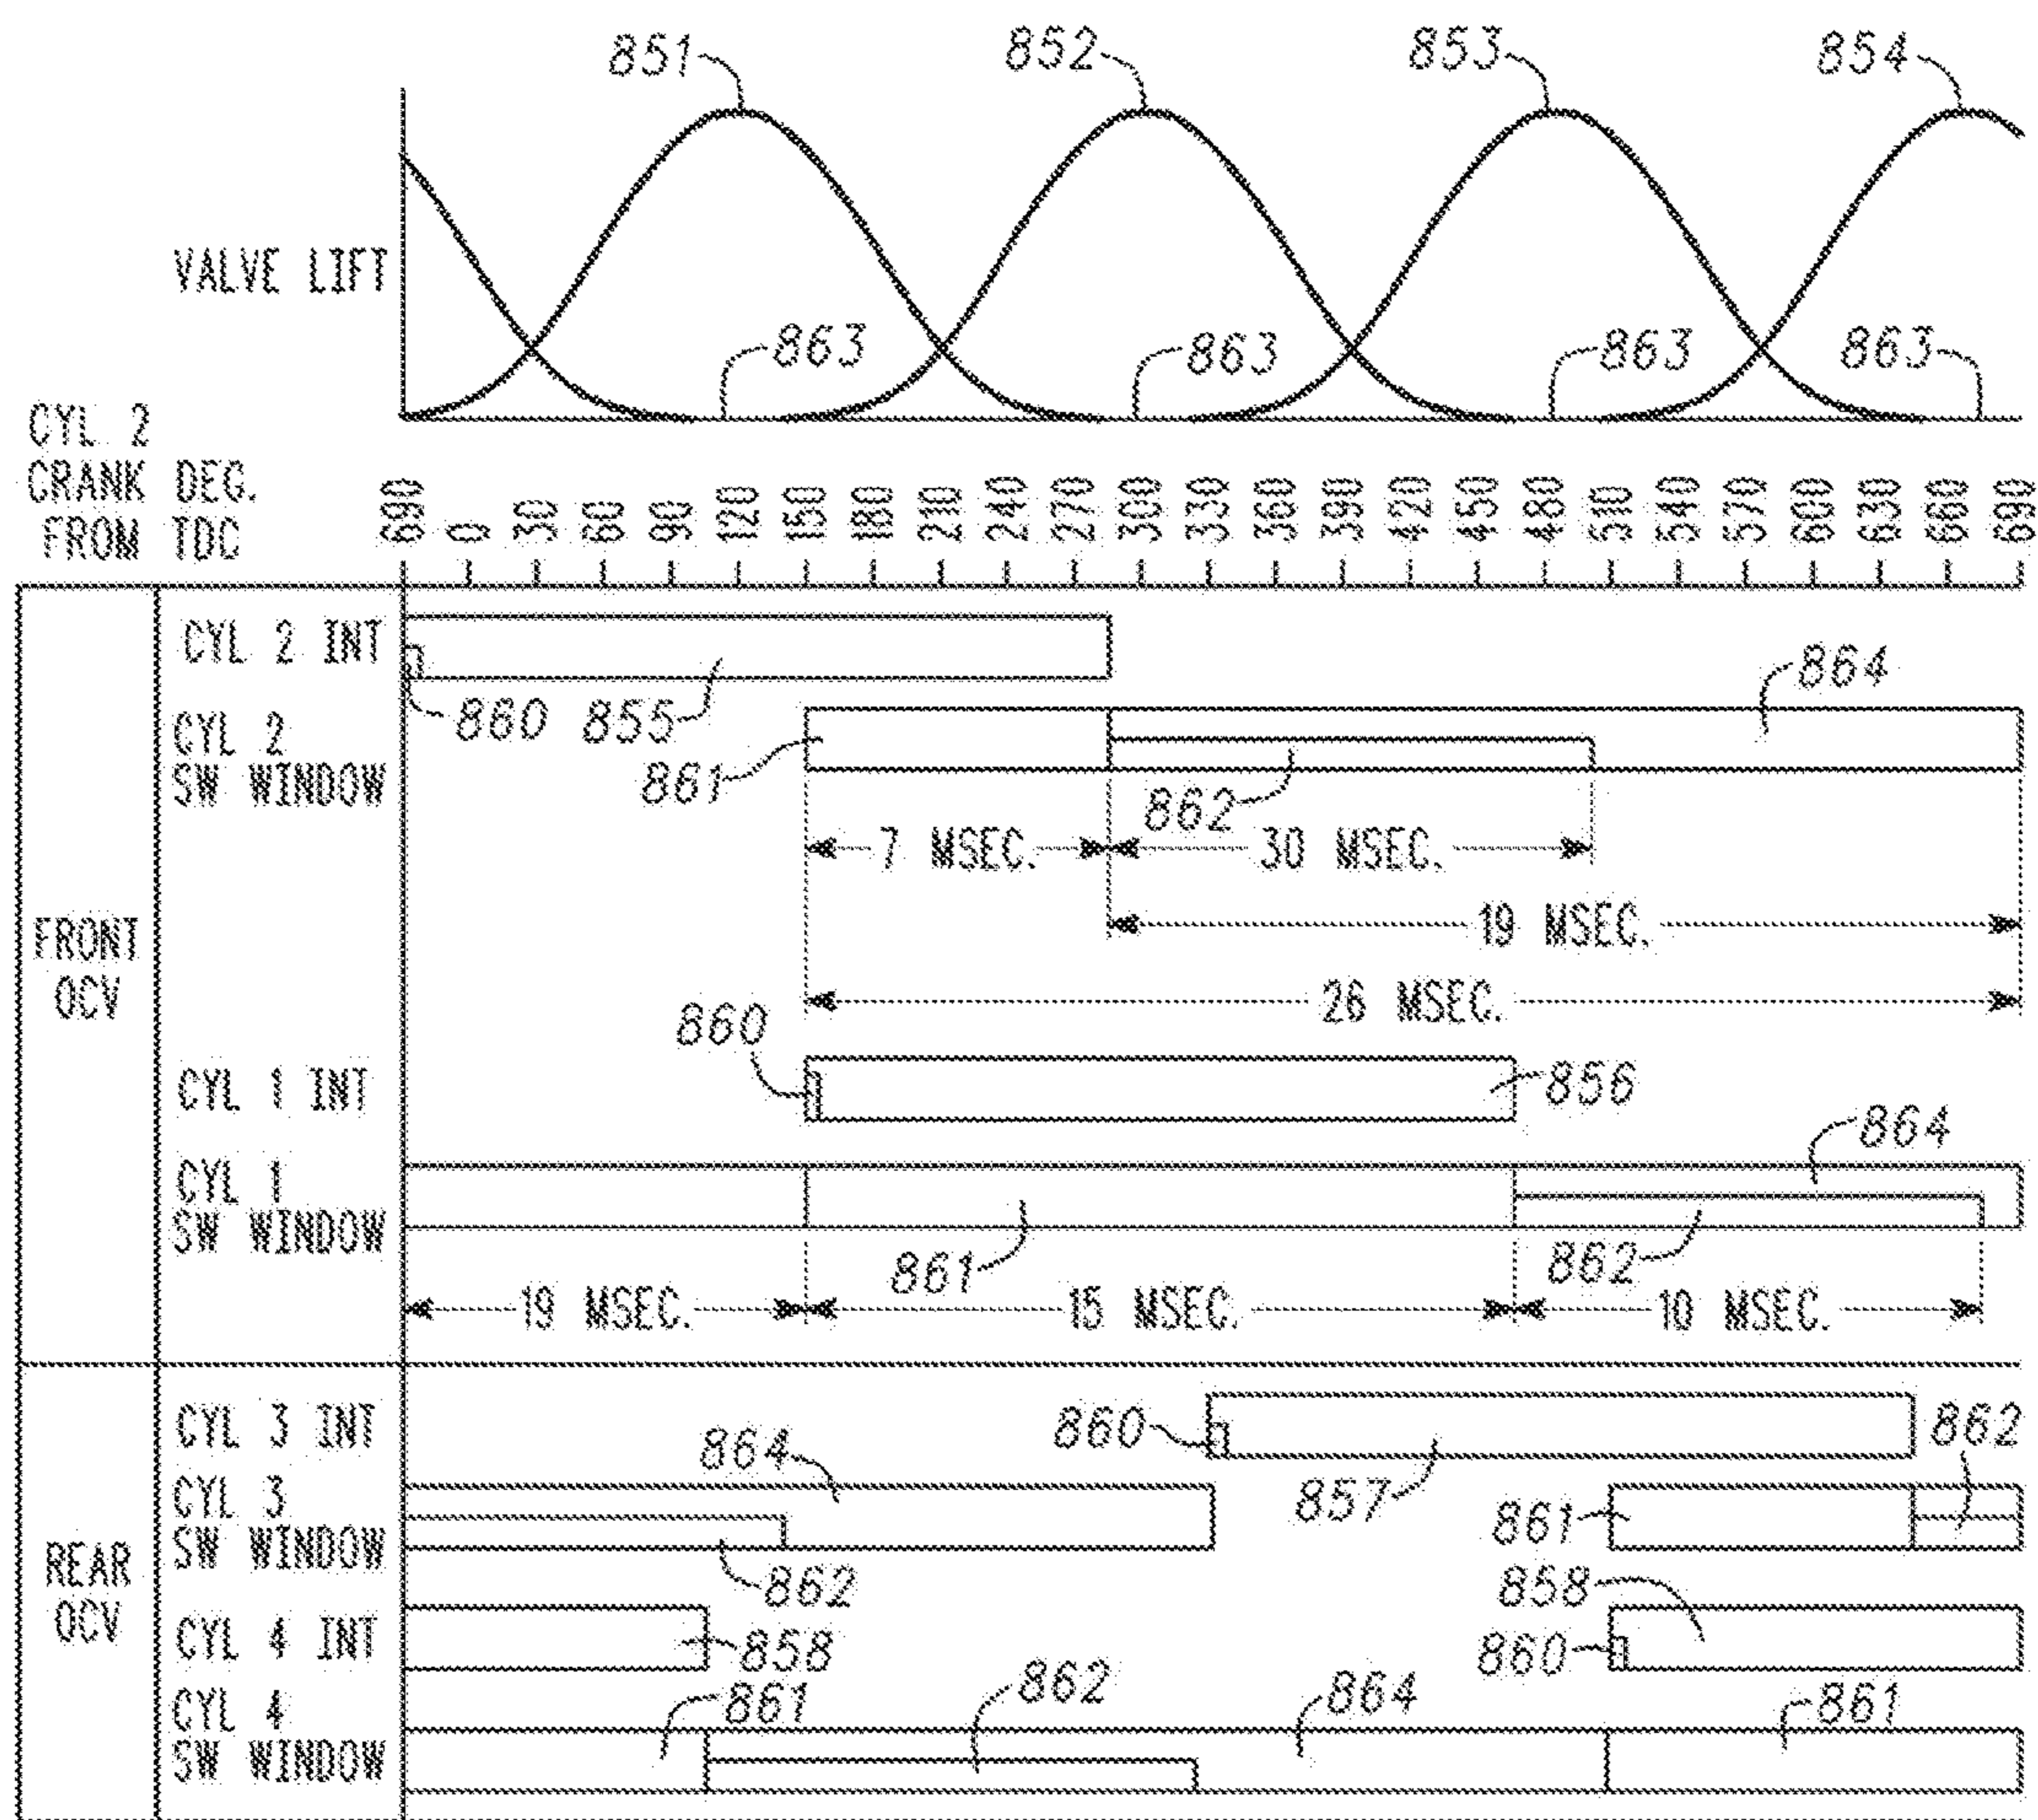 851
852
853
854
VALVE LIFT
863
863
863
863
CYL 2
CRANK DEG.
FROM TDC
690
0
30
60
90
120
150
180
210
240
270
300
330
360
390
420
450
480
510
540
570
600
630
660
690
FRONT
OCV
CYL 2 INT
860
855
864
CYL 2
SW WINDOW
861
862
7 MSEC.
30 MSEC.
19 MSEC.
26 MSEC.
860
CYL 1 INT
856
864
CYL 1
SW WINDOW
861
862
19 MSEC.
15 MSEC.
10 MSEC.
REAR
OCV
CYL 3 INT
860
857
862
864
CYL 3
SW WINDOW
861
862
858
CYL 4 INT
858
860
861
862
864
861
CYL 4
SW WINDOW